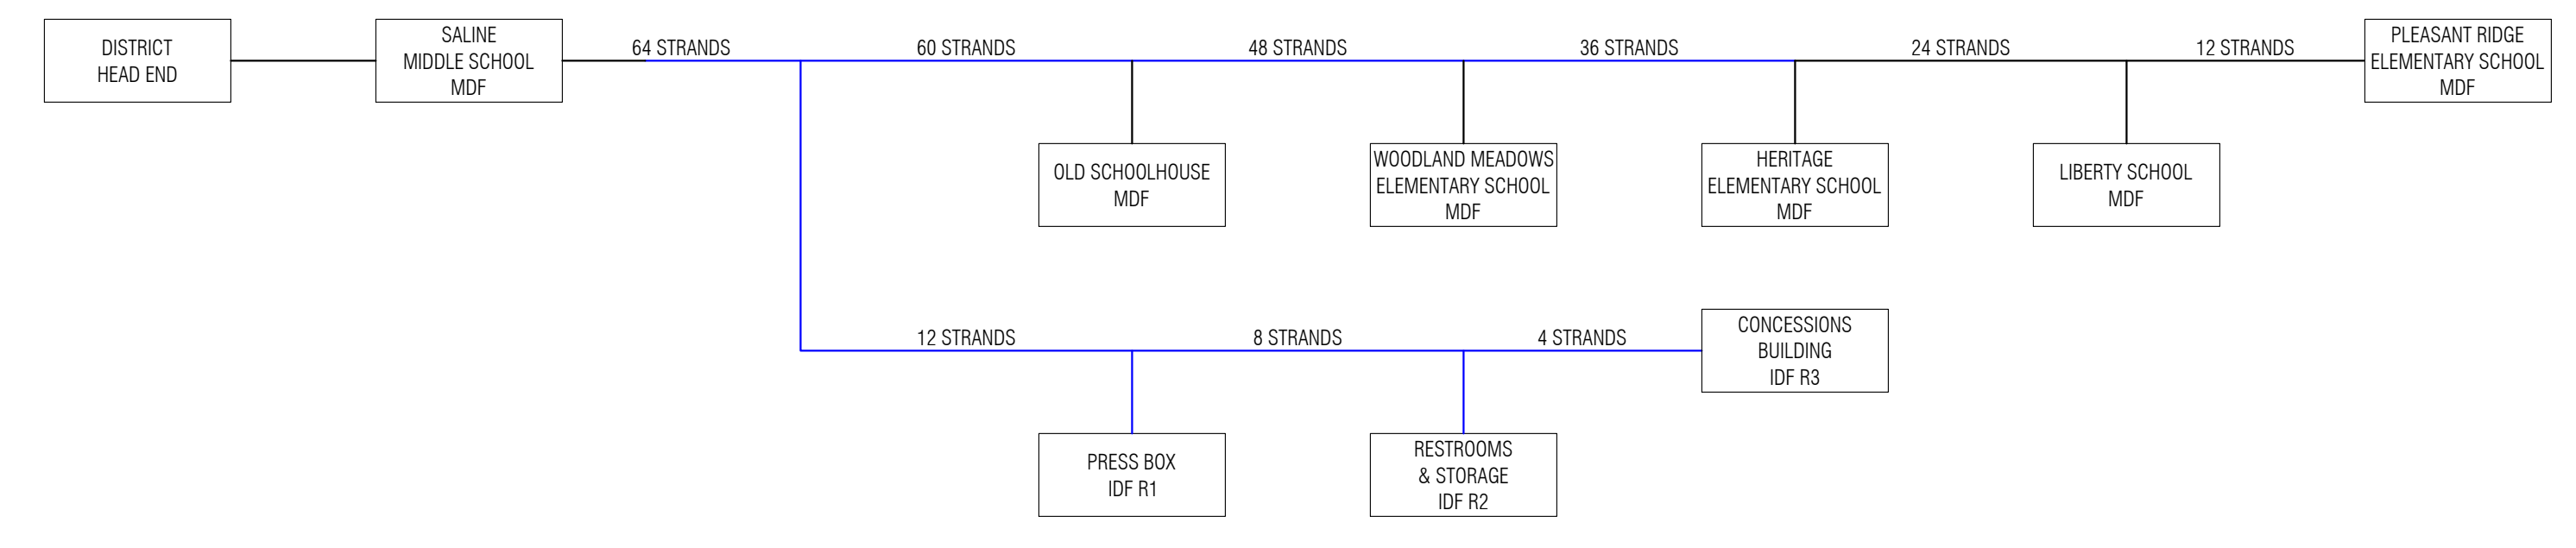 DISTRICT
HEAD END
SALINE
MIDDLE SCHOOL
MDF
64 STRANDS
60 STRANDS
48 STRANDS
36 STRANDS
24 STRANDS
12 STRANDS
PLEASANT RIDGE
ELEMENTARY SCHOOL
MDF
OLD SCHOOLHOUSE
MDF
WOODLAND MEADOWS
ELEMENTARY SCHOOL
MDF
HERITAGE
ELEMENTARY SCHOOL
MDF
LIBERTY SCHOOL
MDF
12 STRANDS
8 STRANDS
4 STRANDS
CONCESSIONS
BUILDING
IDF R3
PRESS BOX
IDF R1
RESTROOMS
& STORAGE
IDF R2